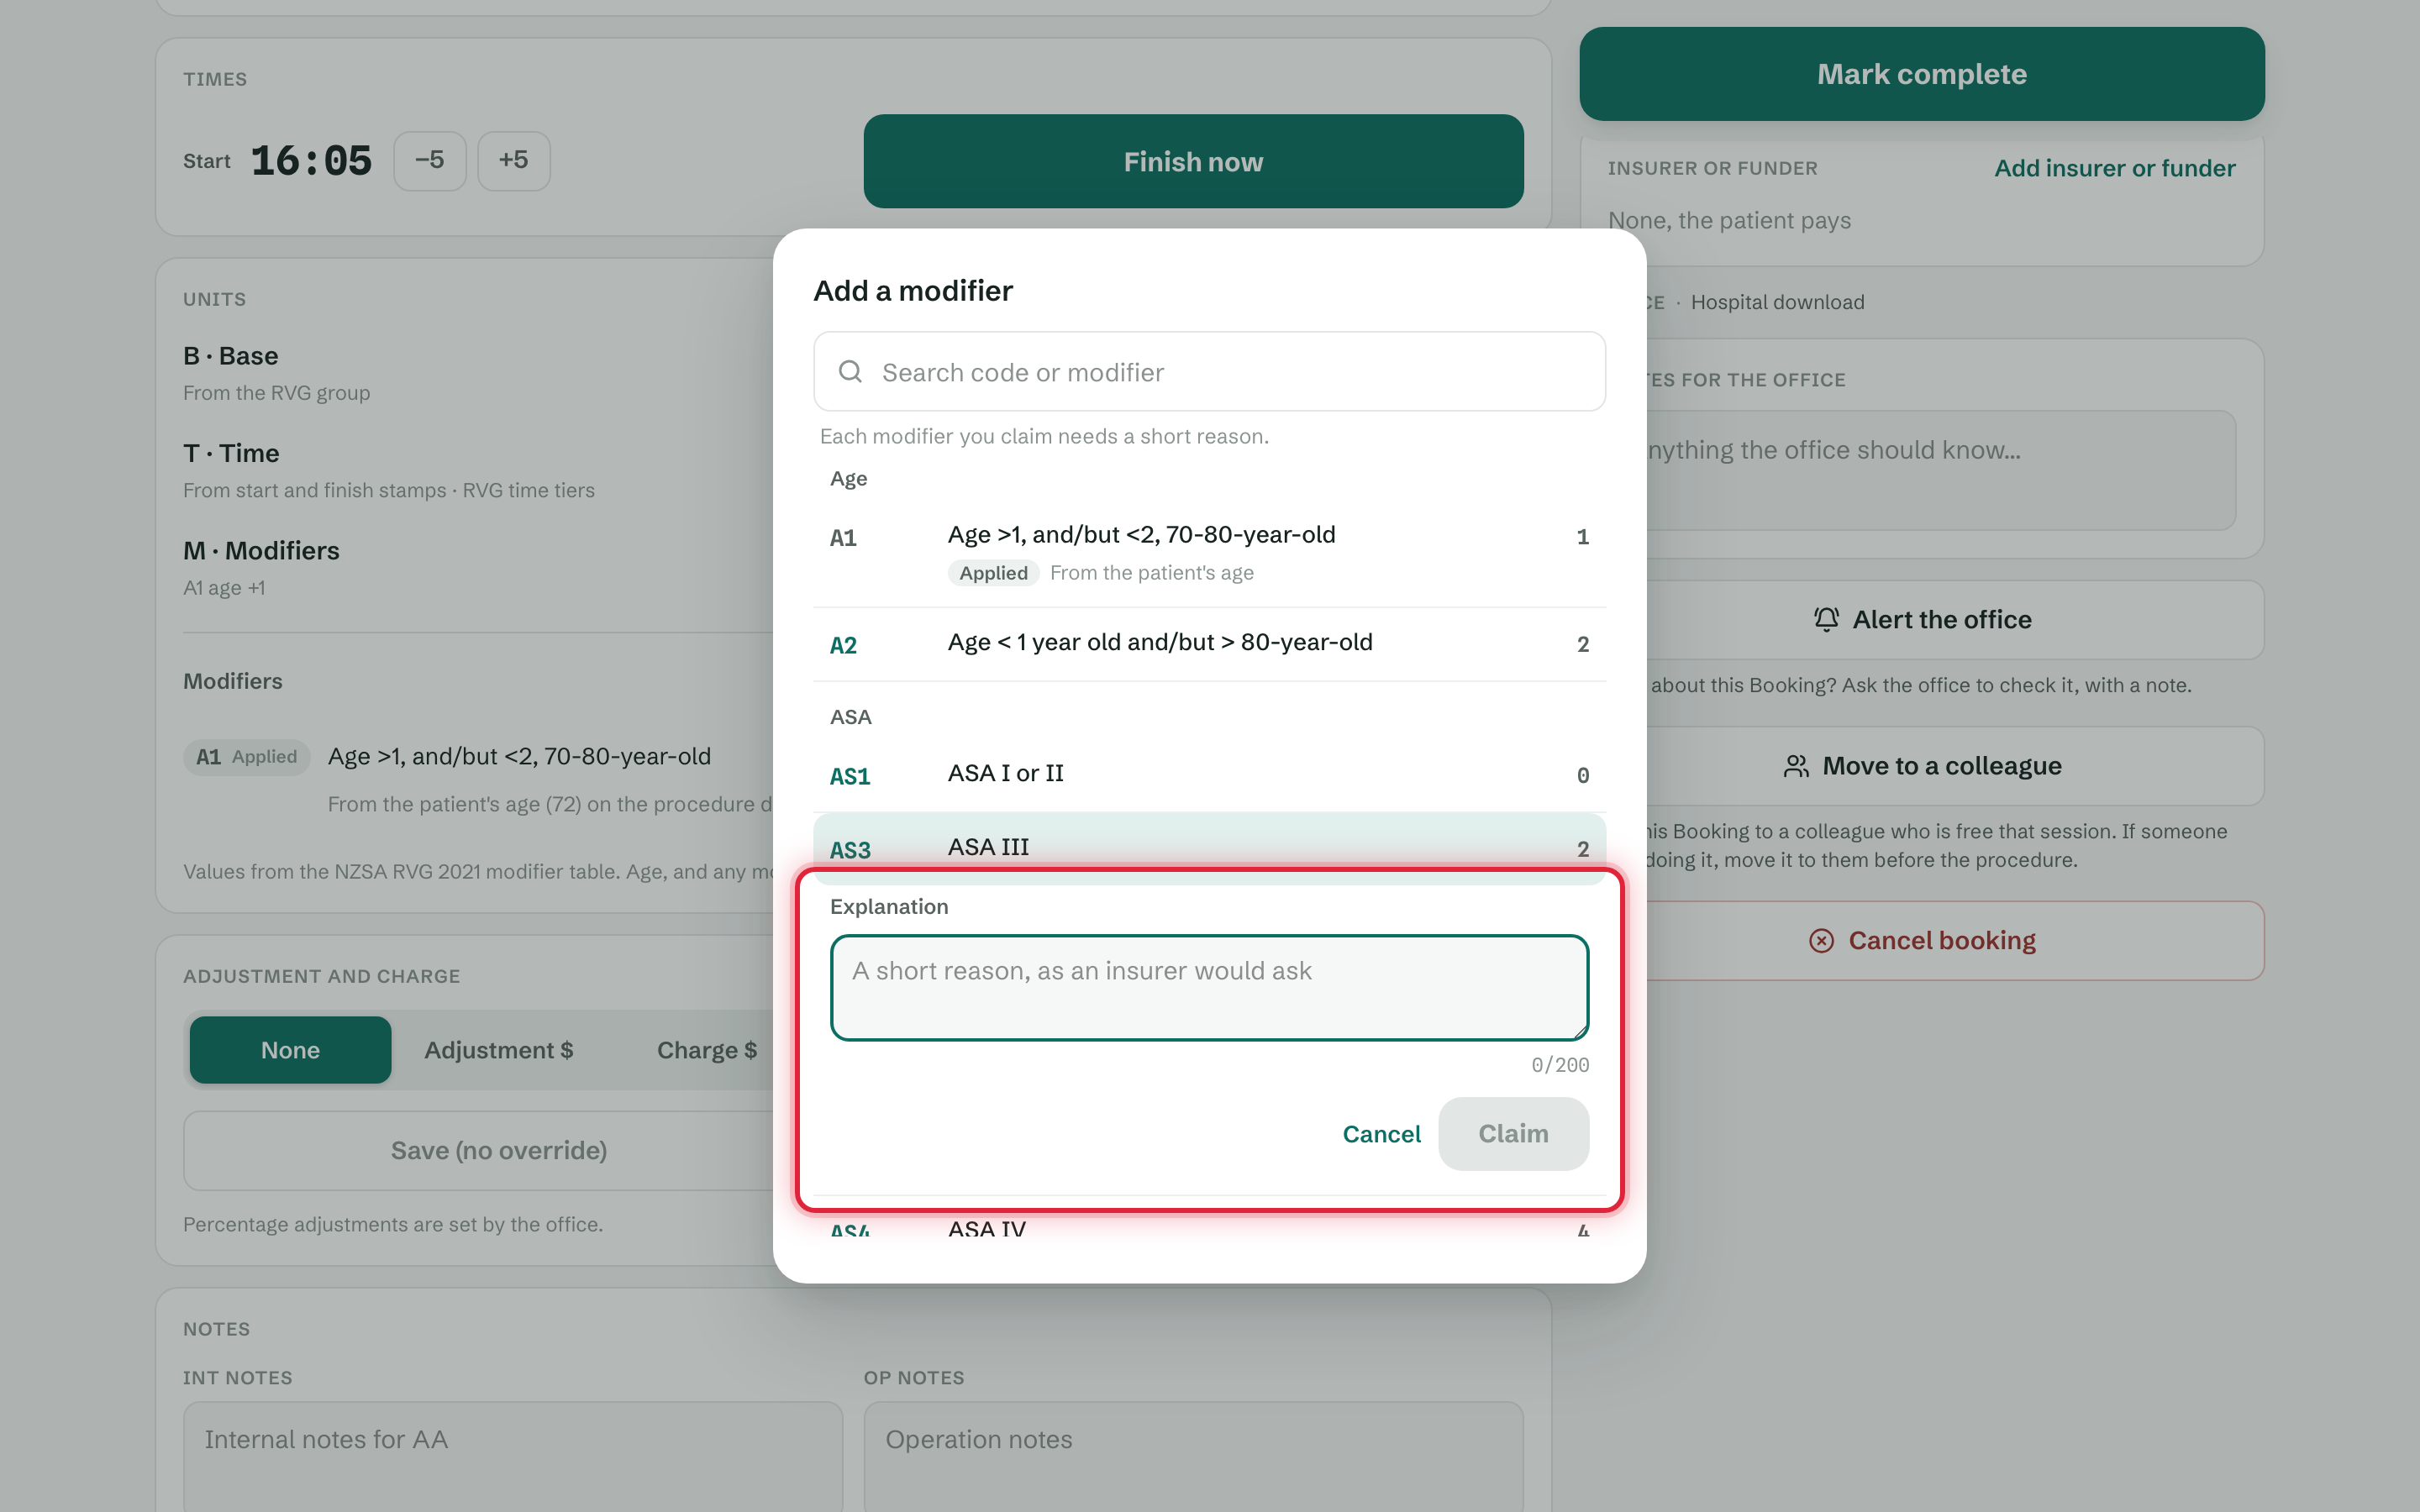 TIMES
Start 16:05 −5 +5
Finish now
UNITS
B · Base
From the RVG group
T · Time
From start and finish stamps · RVG time tiers
M · Modifiers
A1 age +1
Modifiers
A1 Applied Age >1, and/but <2, 70-80-year-old
From the patient's age (72) on the procedure
Values from the NZSA RVG 2021 modifier table. Age, and any
ADJUSTMENT AND CHARGE
None Adjustment $ Charge $
Save (no override)
Percentage adjustments are set by the office.
NOTES
INT NOTES
Internal notes for AA
OP NOTES
Operation notes
Add a modifier
Search code or modifier
Each modifier you claim needs a short reason.
Age
A1 Age >1, and/but <2, 70-80-year-old 1
Applied From the patient's age
A2 Age < 1 year old and/but > 80-year-old 2
ASA
AS1 ASA I or II 0
AS3 ASA III 2
Explanation
A short reason, as an insurer would ask
0/200
Cancel Claim
AS4 ASA IV 4
Mark complete
INSURER OR FUNDER Add insurer or funder
None, the patient pays
· Hospital download
FOR THE OFFICE
the office should know...
Alert the office
about this Booking? Ask the office to check it, with a note.
Move to a colleague
Booking to a colleague who is free that session. If someone
doing it, move it to them before the procedure.
Cancel booking